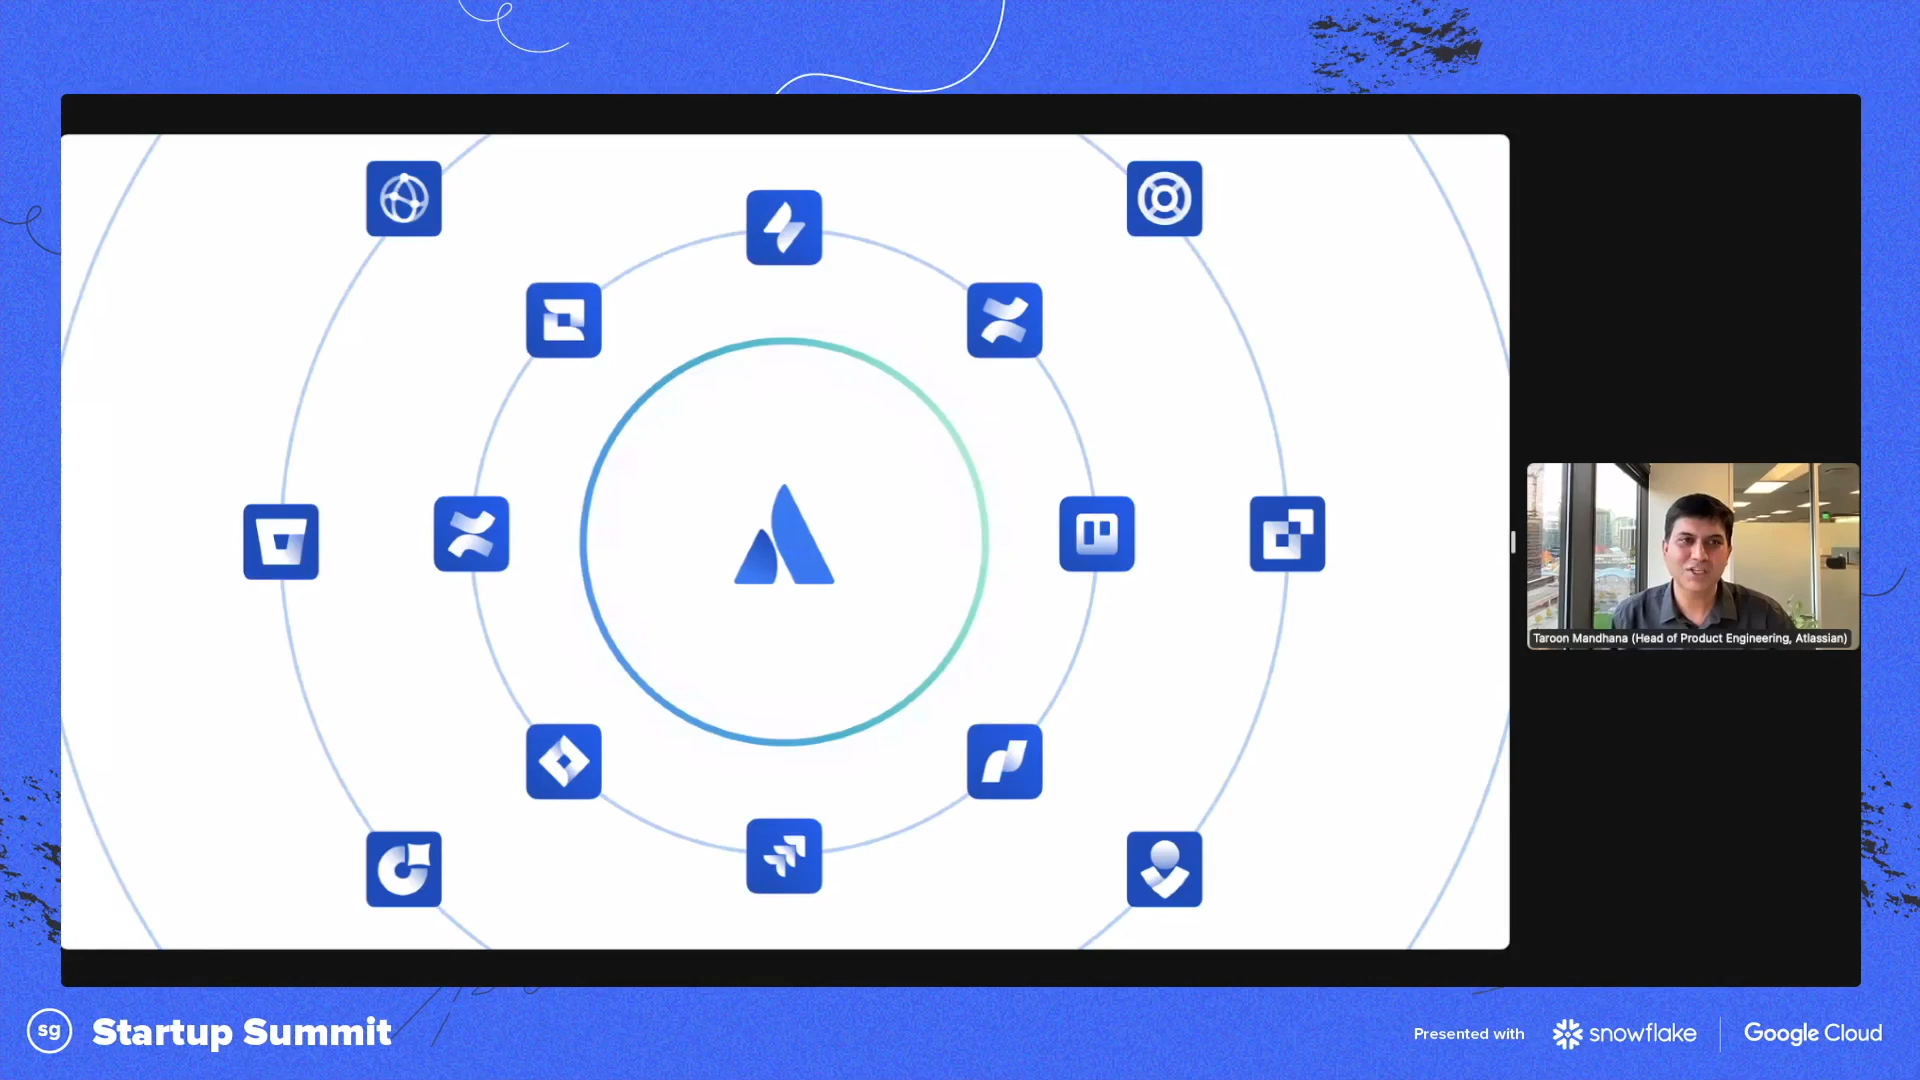 Taroon Mandhana (Head of Product Engineering, Atlassian)
sg Startup Summit
Presented with snowflake Google Cloud